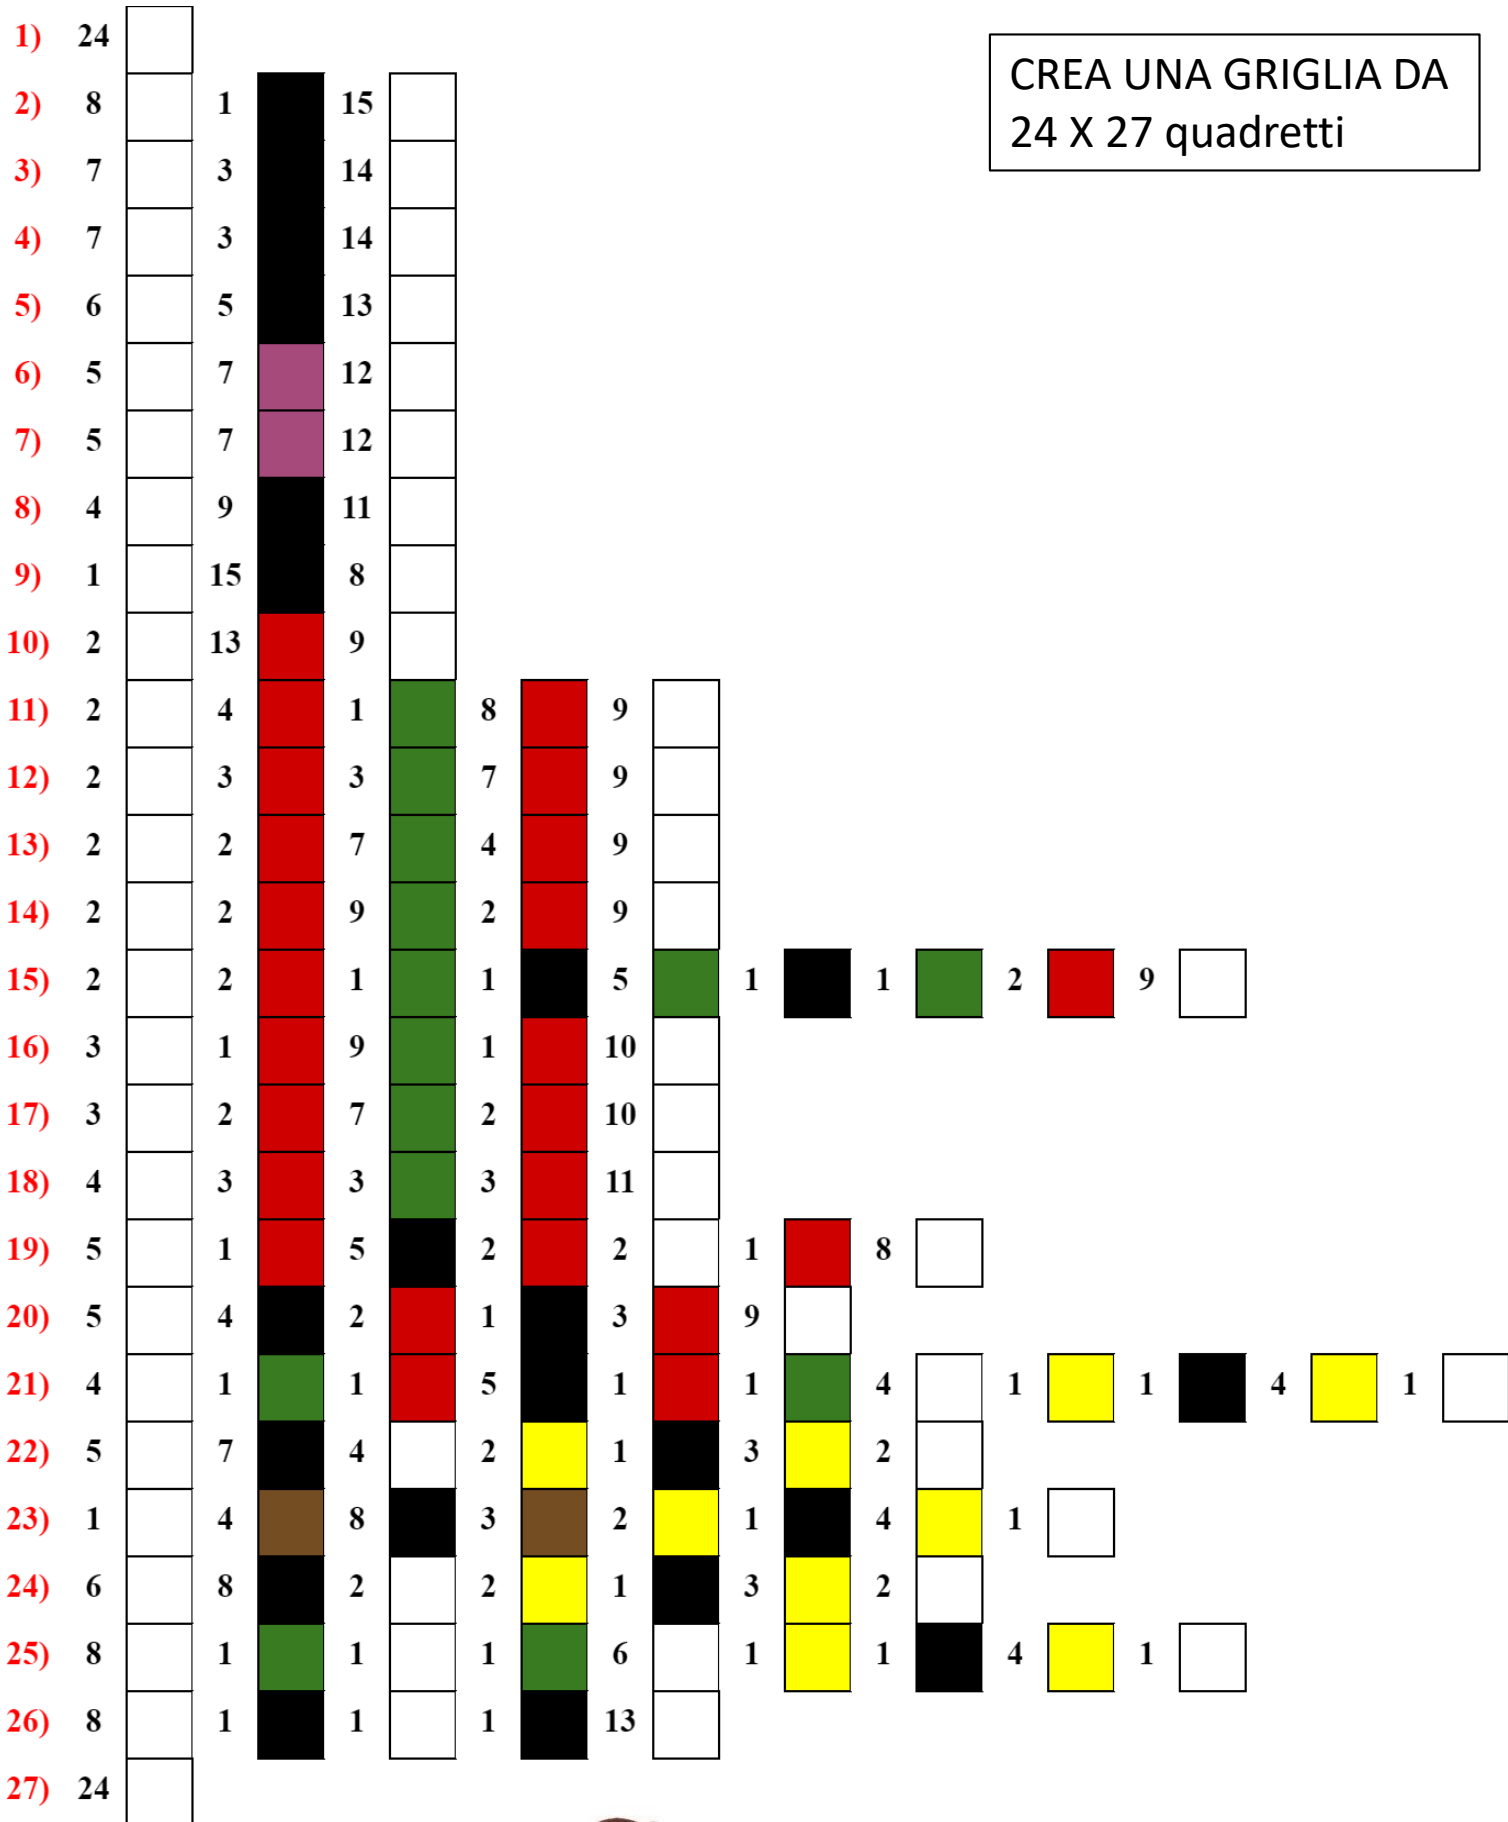 CREA UNA GRIGLIA DA
24 X 27 quadretti
1) 24
2) 8 1 15
3) 7 3 14
4) 7 3 14
5) 6 5 13
6) 5 7 12
7) 5 7 12
8) 4 9 11
9) 1 15 8
10) 2 13 9
11) 2 4 1 8 9
12) 2 3 3 7 9
13) 2 2 7 4 9
14) 2 2 9 2 9
15) 2 2 1 1 5 1 1 2 9
16) 3 1 9 1 10
17) 3 2 7 2 10
18) 4 3 3 3 11
19) 5 1 5 2 2 1 8
20) 5 4 2 1 3 9
21) 4 1 1 5 1 1 4 1 1 4 1
22) 5 7 4 2 1 3 2
23) 1 4 8 3 2 1 4 1
24) 6 8 2 2 1 3 2
25) 8 1 1 1 6 1 1 4 1
26) 8 1 1 1 13
27) 24